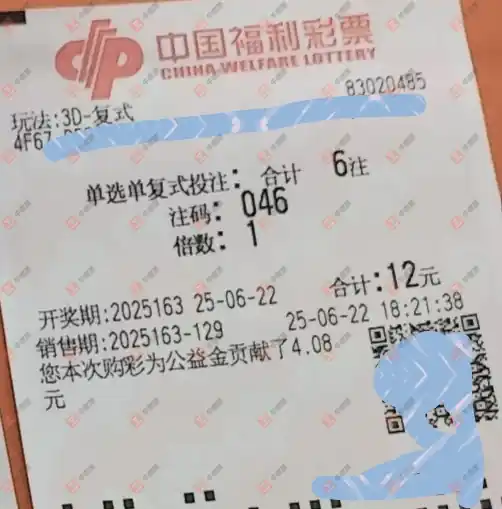 中国福利彩票
CHINA WELFARE LOTTERY
83020485
玩法:3D-复式
4F67
单选单复式投注: 合计 6注
注码: 046
倍数: 1
合计:12元
开奖期:2025163 25-06-22
销售期:2025163-129 25-06-22 18:21:38
您本次购彩为公益金贡献了4.08
元